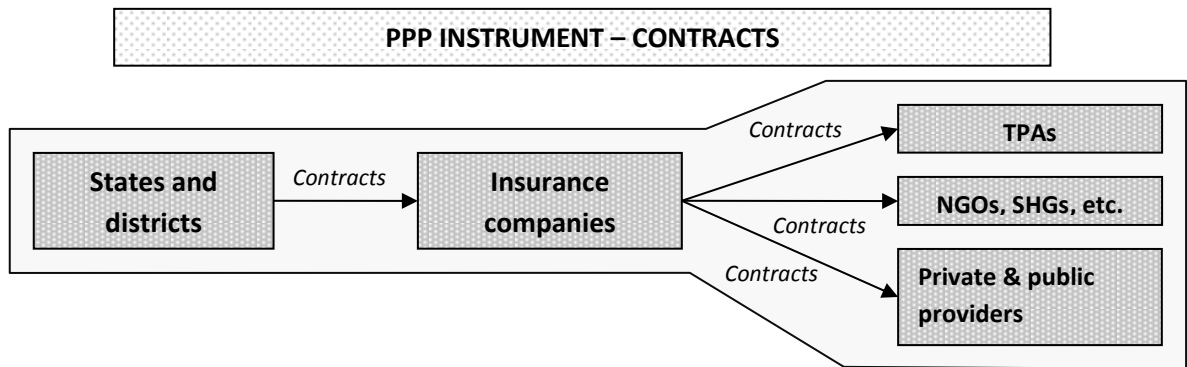 PPP INSTRUMENT – CONTRACTS
States and
districts
Contracts
Insurance
companies
Contracts
TPAs
Contracts
NGOs, SHGs, etc.
Contracts
Private & public
providers